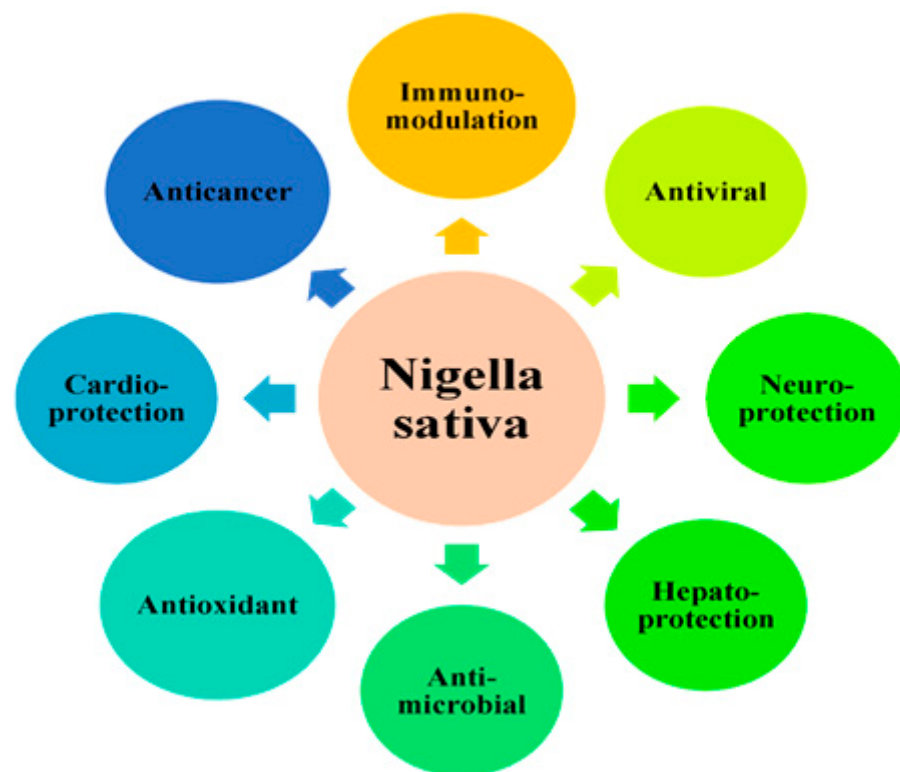 Immuno-
modulation
Anticancer
Antiviral
Nigella
sativa
Cardio-
protection
Neuro-
protection
Antioxidant
Hepato-
protection
Anti-
microbial